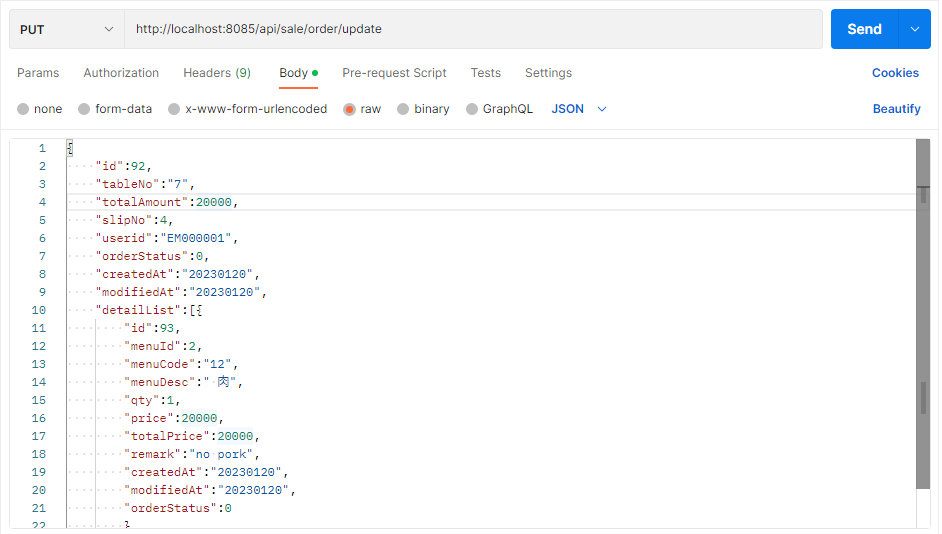 PUT http://localhost:8085/api/sale/order/update Send
Params Authorization Headers (9) Body Pre-request Script Tests Settings Cookies
none form-data x-www-form-urlencoded raw binary GraphQL JSON Beautify
1 {
2 "id":92,
3 "tableNo":"7",
4 "totalAmount":20000,
5 "slipNo":4,
6 "userid":"EM000001",
7 "orderStatus":0,
8 "createdAt":"20230120",
9 "modifiedAt":"20230120",
10 "detailList":[{
11 "id":93,
12 "menuId":2,
13 "menuCode":"12",
14 "menuDesc":" 肉",
15 "qty":1,
16 "price":20000,
17 "totalPrice":20000,
18 "remark":"no pork",
19 "createdAt":"20230120",
20 "modifiedAt":"20230120",
21 "orderStatus":0
22 }